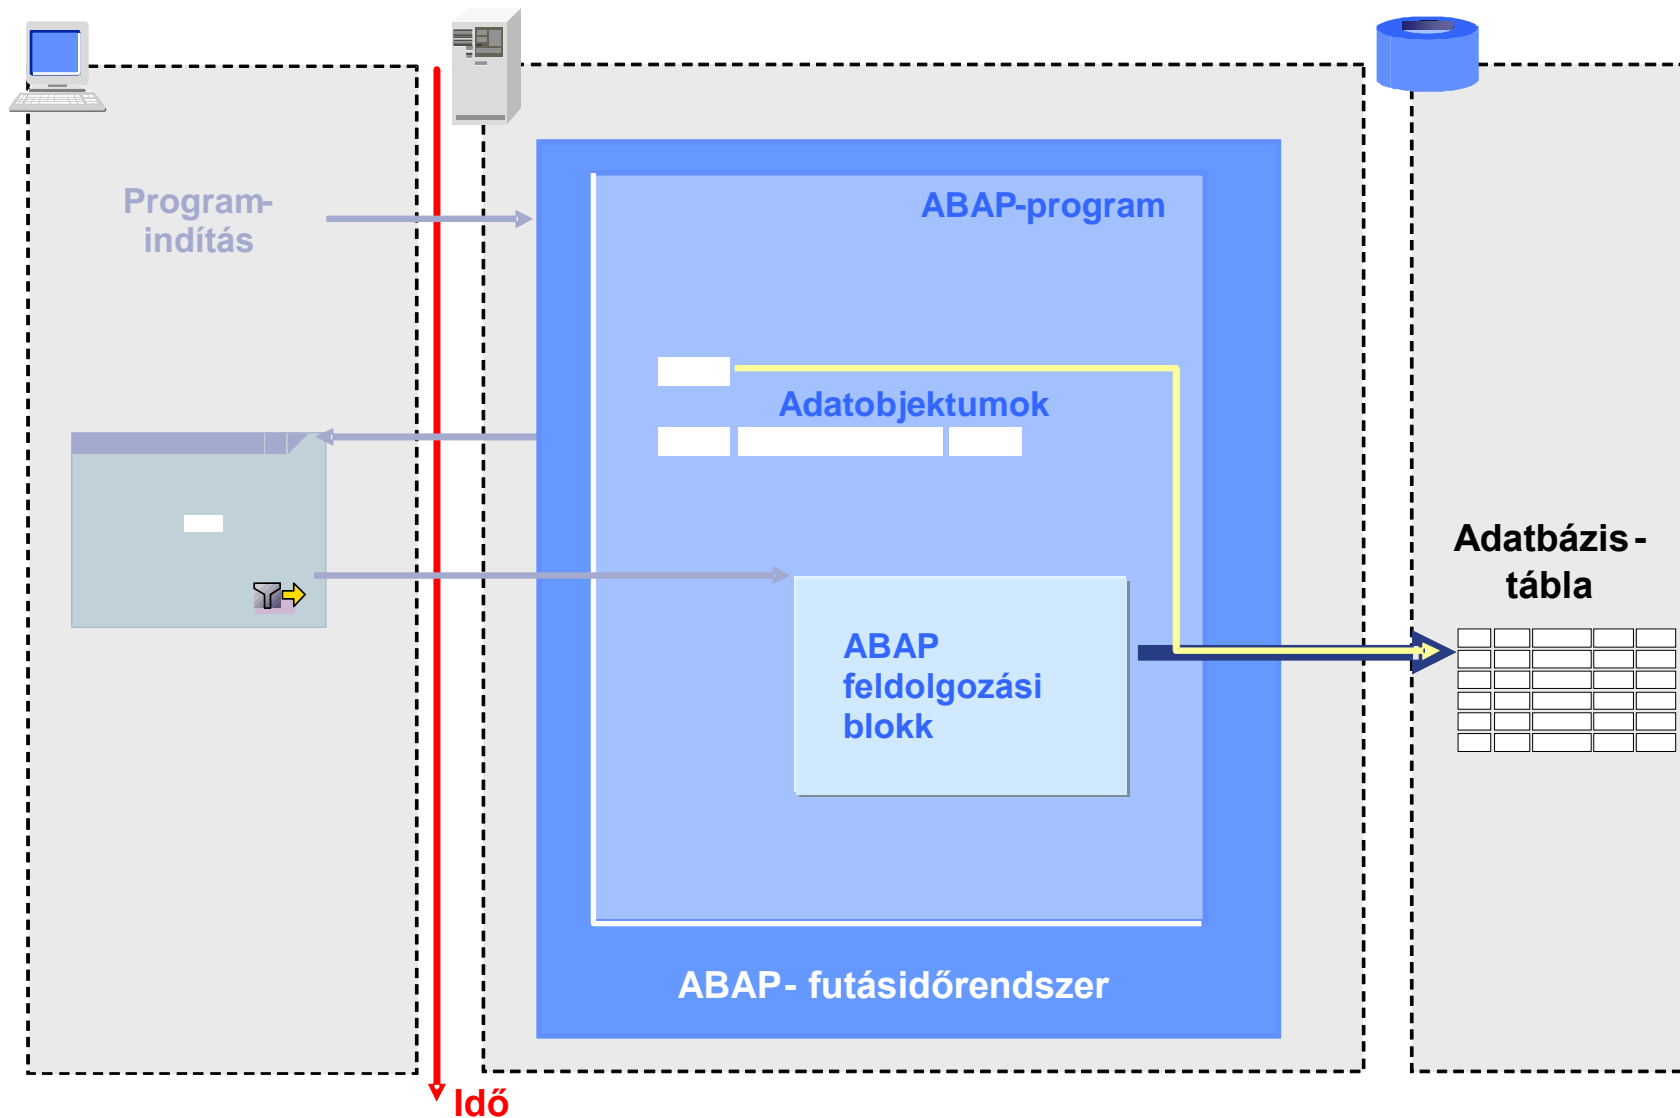 Program-
indítás
ABAP-program
Adatobjektumok
ABAP
feldolgozási
blokk
Adatbázis-
tábla
ABAP- futásidőrendszer
Idő